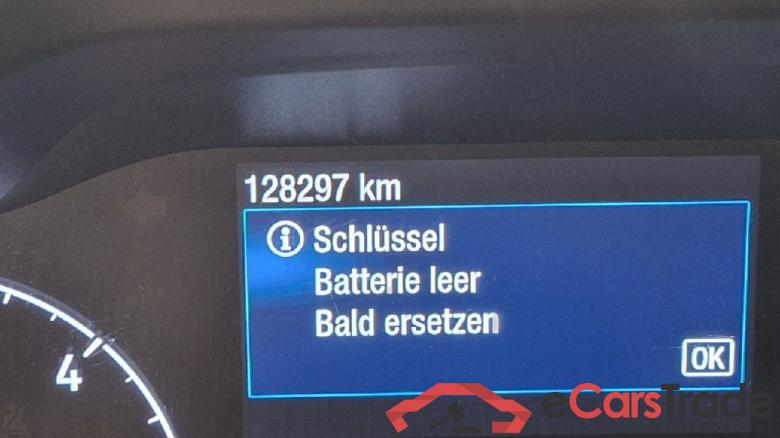 128297 km
Schlüssel
Batterie leer
Bald ersetzen
OK
4
eCarsTrade